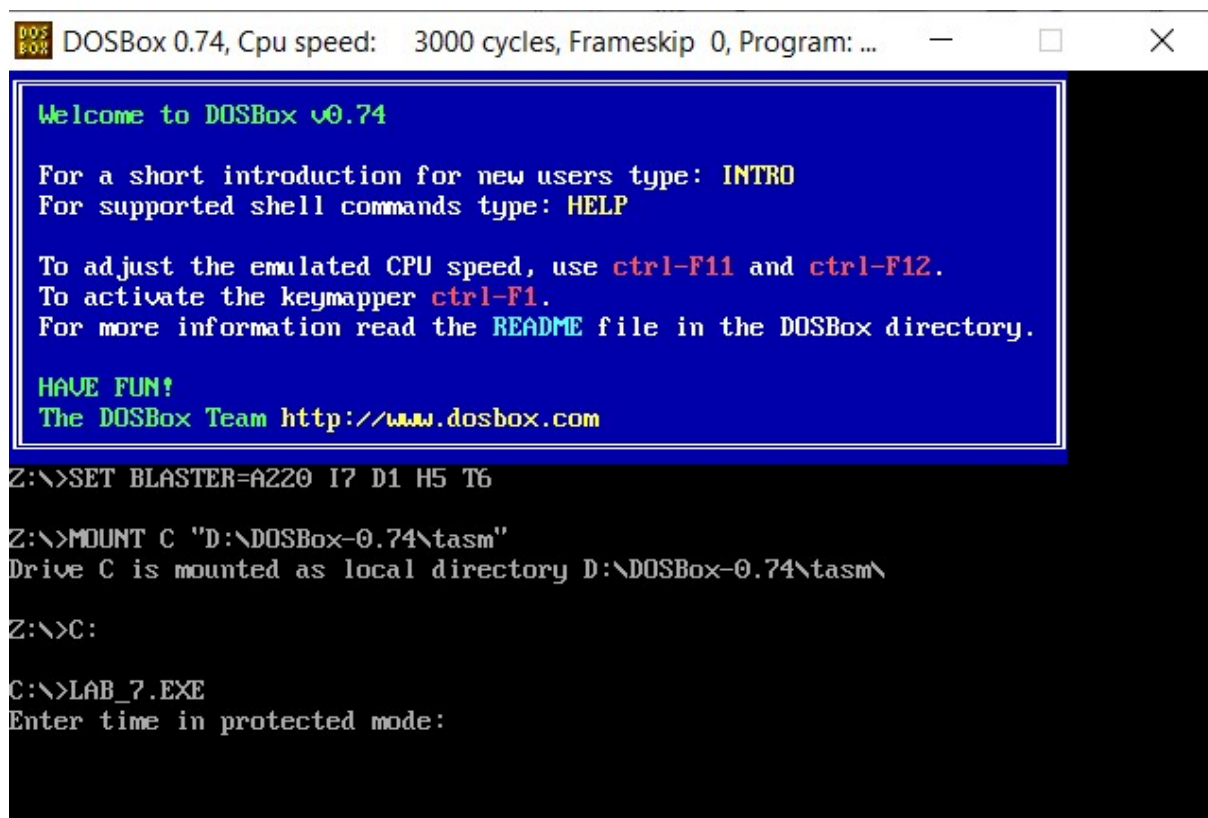 DOS
BOX
DOSBox 0.74, Cpu speed: 3000 cycles, Frameskip 0, Program: ...
Welcome to DOSBox v0.74
For a short introduction for new users type: INTRO
For supported shell commands type: HELP
To adjust the emulated CPU speed, use ctrl-F11 and ctrl-F12.
To activate the keymapper ctrl-F1.
For more information read the README file in the DOSBox directory.
HAVE FUN!
The DOSBox Team http://www.dosbox.com
Z:\>SET BLASTER=A220 I7 D1 H5 T6
Z:\>MOUNT C "D:\DOSBox-0.74\tasm"
Drive C is mounted as local directory D:\DOSBox-0.74\tasm\
Z:\>C:
C:\>LAB_7.EXE
Enter time in protected mode: